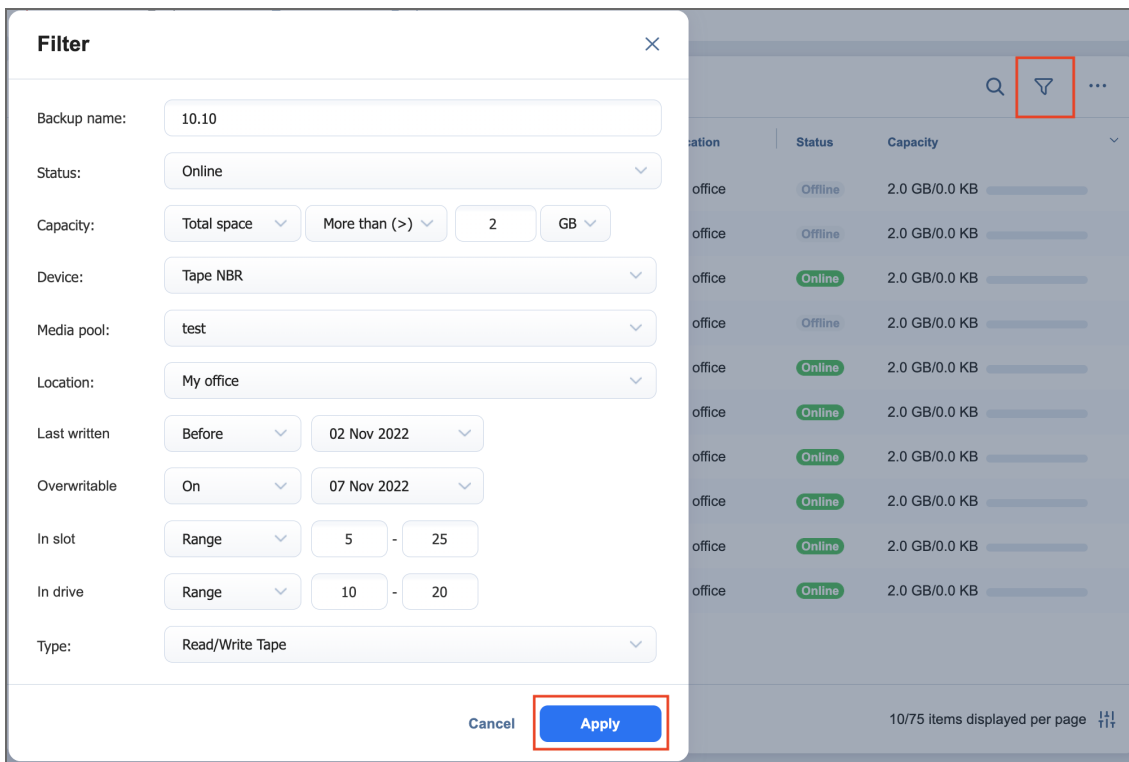 Filter
Backup name: 10.10
Status: Online
Capacity: Total space More than (>) 2 GB
Device: Tape NBR
Media pool: test
Location: My office
Last written Before 02 Nov 2022
Overwritable On 07 Nov 2022
In slot Range 5 - 25
In drive Range 10 - 20
Type: Read/Write Tape
Cancel Apply
Status Capacity
office Offline 2.0 GB/0.0 KB
office Offline 2.0 GB/0.0 KB
office Online 2.0 GB/0.0 KB
office Offline 2.0 GB/0.0 KB
office Online 2.0 GB/0.0 KB
office Online 2.0 GB/0.0 KB
office Online 2.0 GB/0.0 KB
office Online 2.0 GB/0.0 KB
office Online 2.0 GB/0.0 KB
office Online 2.0 GB/0.0 KB
10/75 items displayed per page